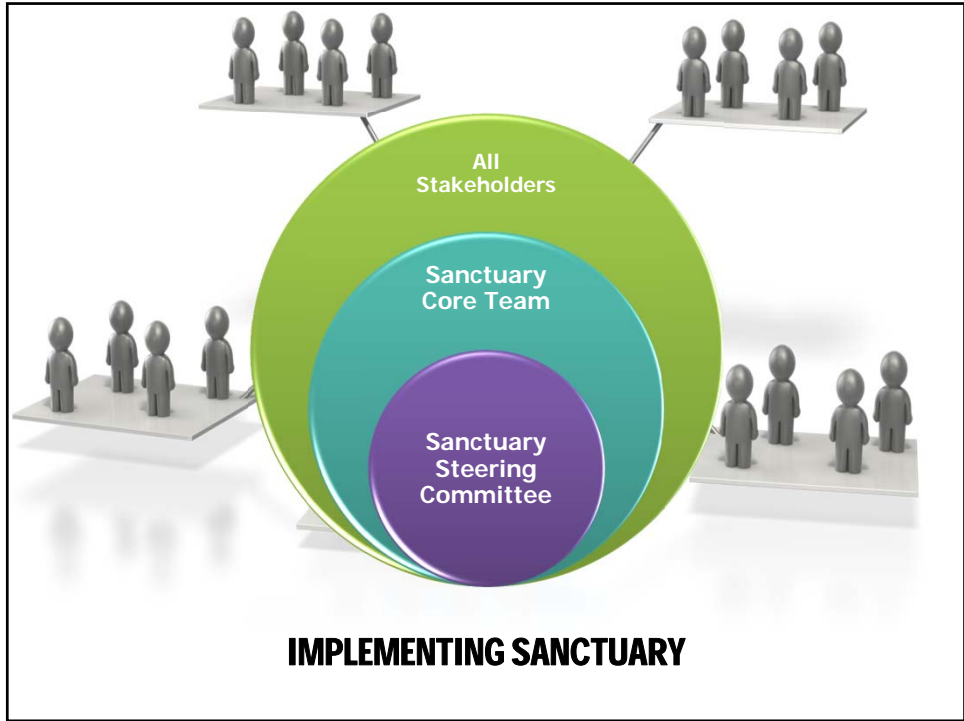 All
Stakeholders
Sanctuary
Core Team
Sanctuary
Steering
Committee
IMPLEMENTING SANCTUARY